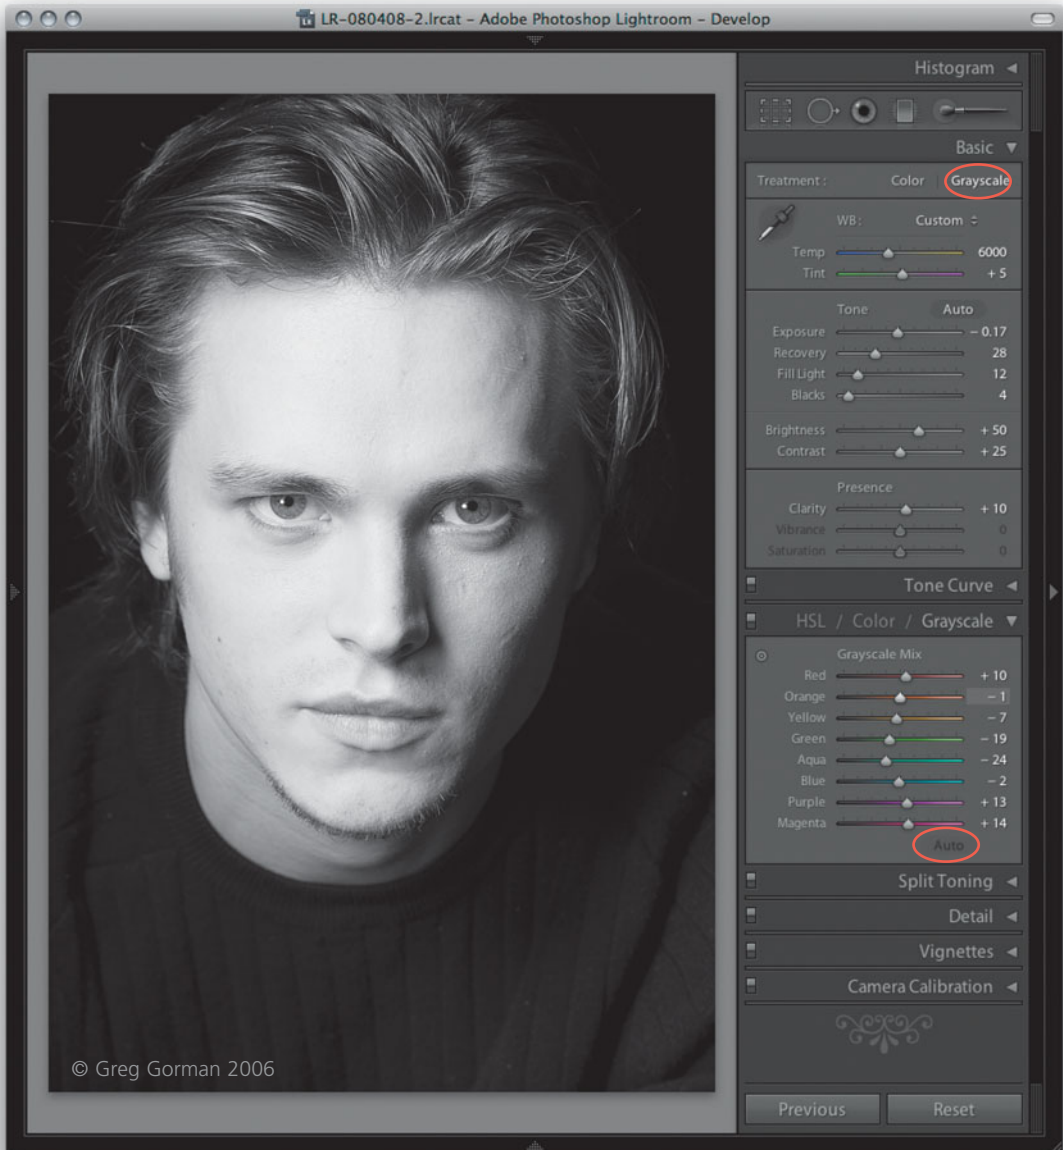 LR-080408-2.lrcat – Adobe Photoshop Lightroom – Develop
Histogram
Basic
Treatment : Color Grayscale
WB : Custom
Temp 6000
Tint + 5
Tone Auto
Exposure – 0.17
Recovery 28
Fill Light 12
Blacks 4
Brightness + 50
Contrast + 25
Presence
Clarity + 10
Vibrance 0
Saturation 0
Tone Curve
HSL / Color / Grayscale
Grayscale Mix
Red + 10
Orange – 1
Yellow – 7
Green – 19
Aqua – 24
Blue – 2
Purple + 13
Magenta + 14
Auto
Split Toning
Detail
Vignettes
Camera Calibration
Previous Reset
© Greg Gorman 2006